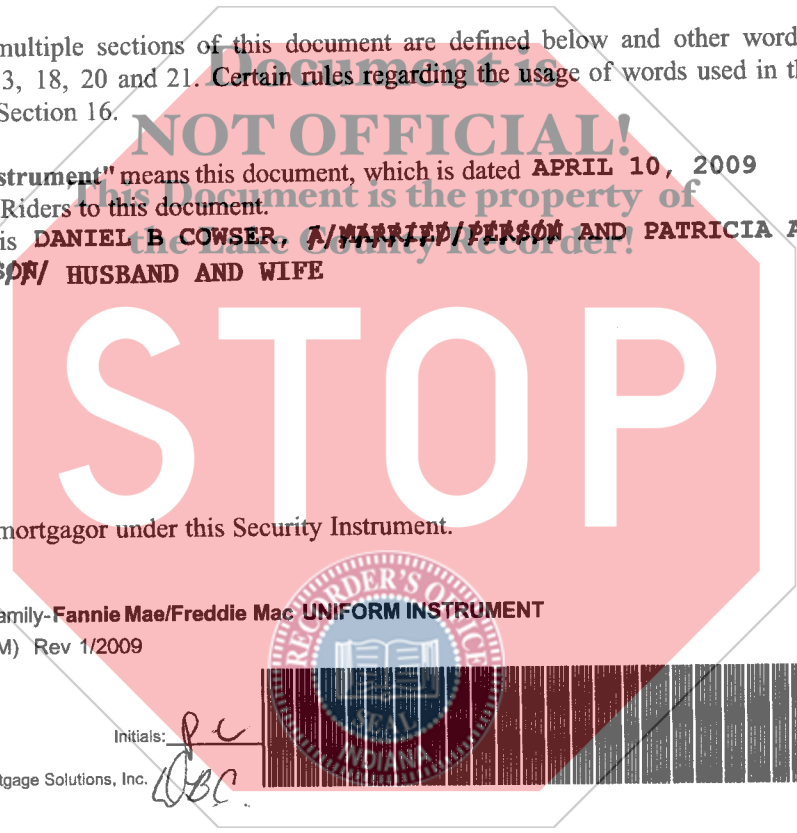 multiple sections of this document are defined below and other word
3, 18, 20 and 21. Certain rules regarding the usage of words used in t
Section 16.
Document is
NOT OFFICIAL!
strument" means this document, which is dated APRIL 10, 2009
This Document is the property of
Riders to this document.
is DANIEL B COWSER, A/MARRIED/PERSON AND PATRICIA A
the Lake County Recorder!
SON/ HUSBAND AND WIFE
STOP
mortgagor under this Security Instrument.
RECORDER'S OFFICE
amily-Fannie Mae/Freddie Mac UNIFORM INSTRUMENT
M) Rev 1/2009
SEAL
INDIANA
Initials: P C
tgage Solutions, Inc. DBC.